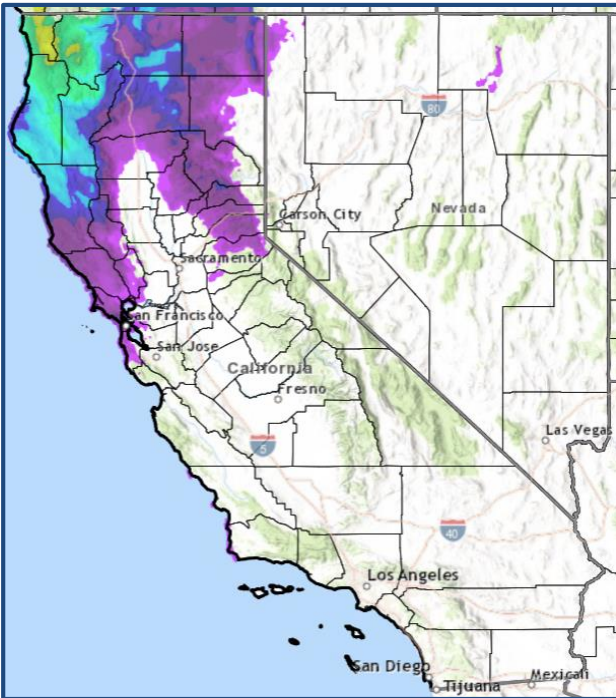 80
Carson City
Nevada
Sacramento
San Francisco
San Jose
California
Fresno
Las Vegas
5
40
Los Angeles
San Diego
Tijuana
Mexicali